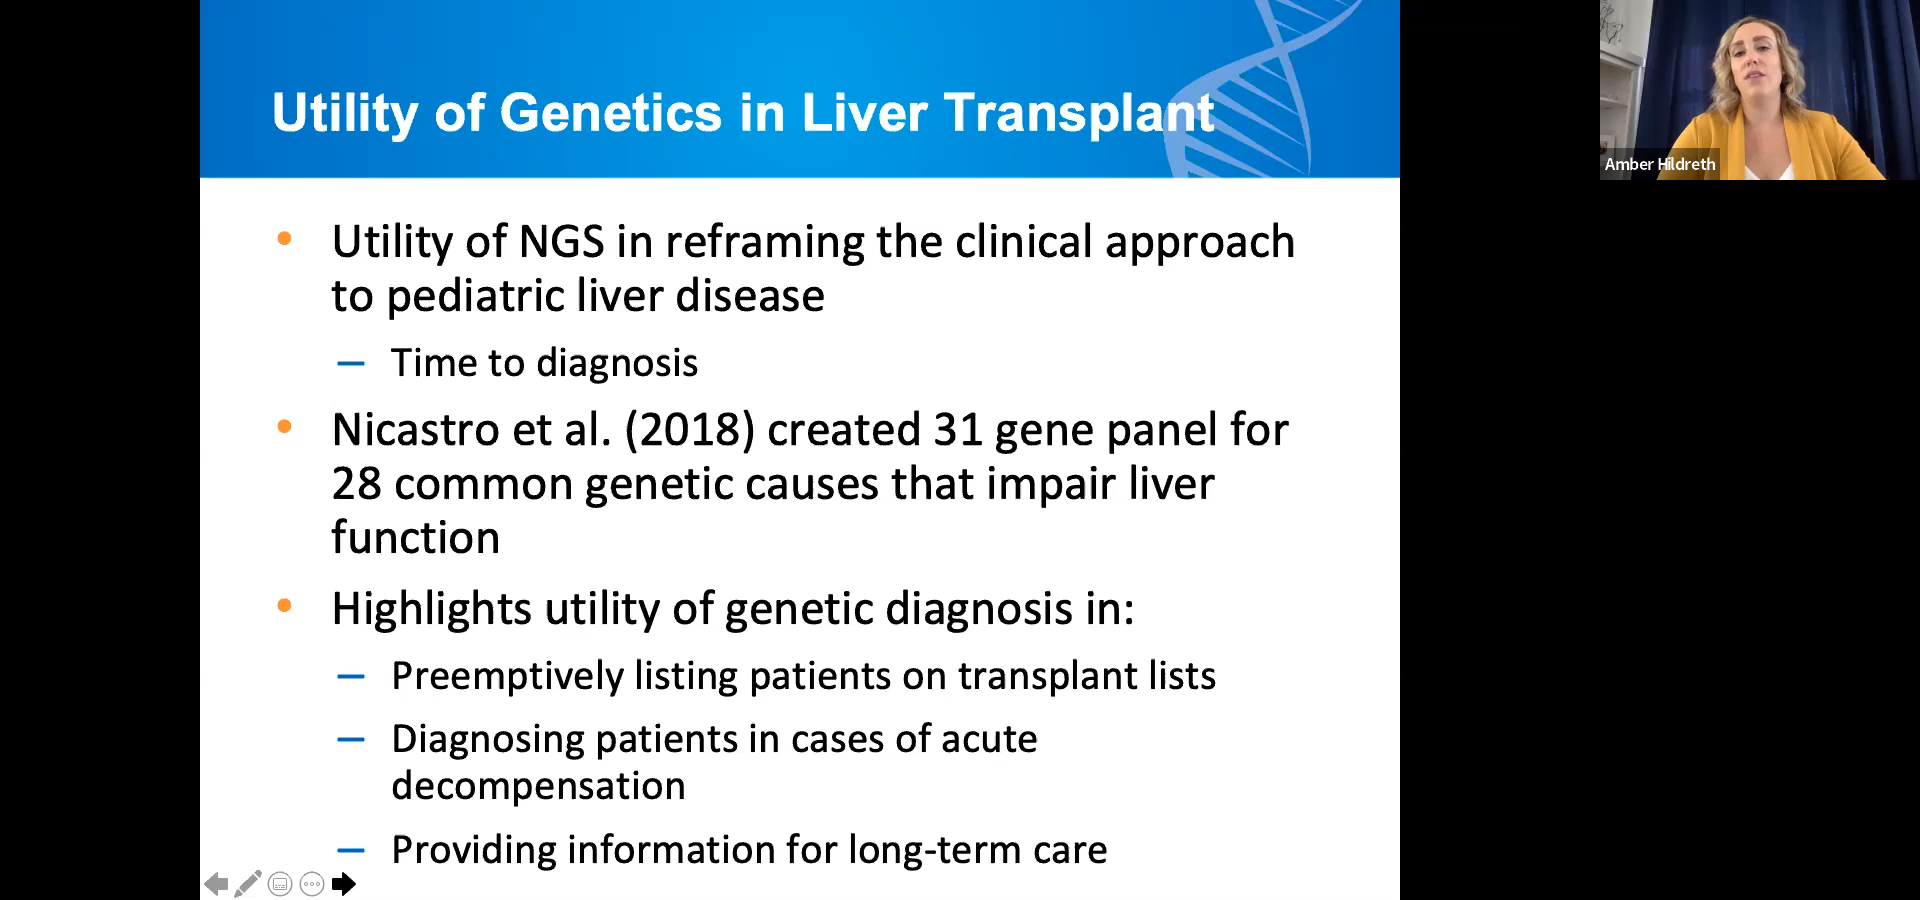 Utility of Genetics in Liver Transplant
Amber Hildreth
• Utility of NGS in reframing the clinical approach
to pediatric liver disease
– Time to diagnosis
• Nicastro et al. (2018) created 31 gene panel for
28 common genetic causes that impair liver
function
• Highlights utility of genetic diagnosis in:
– Preemptively listing patients on transplant lists
– Diagnosing patients in cases of acute
decompensation
– Providing information for long-term care